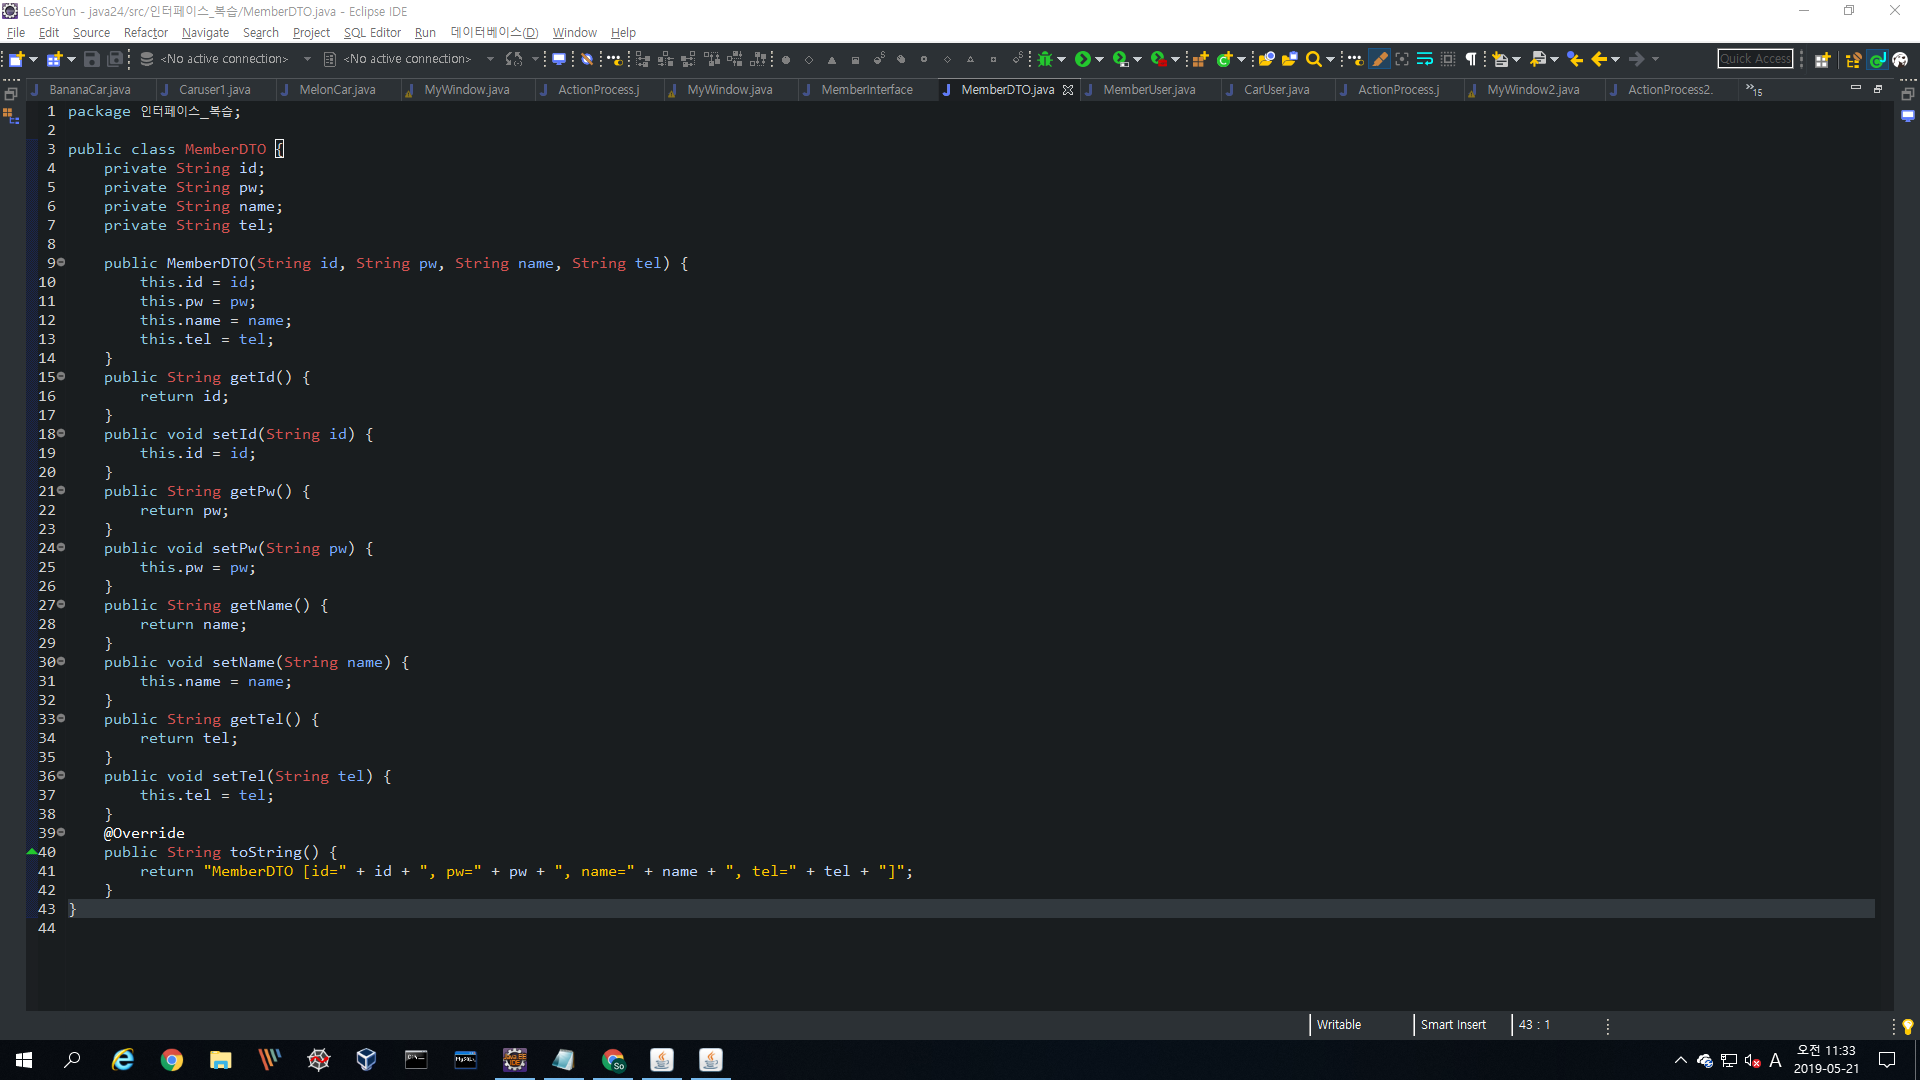 LeeSoYun - java24/src/인터페이스_복습/MemberDTO.java - Eclipse IDE
File Edit Source Refactor Navigate Search Project SQL Editor Run 데이터베이스(D) Window Help
<No active connection> <No active connection> Quick Access
BananaCar.java Caruser1.java MelonCar.java MyWindow.java ActionProcess.j MyWindow.java MemberInterface MemberDTO.java MemberUser.java CarUser.java ActionProcess.j MyWindow2.java ActionProcess2. »15
1 package 인터페이스_복습;
2
3 public class MemberDTO {
4 private String id;
5 private String pw;
6 private String name;
7 private String tel;
8
9 public MemberDTO(String id, String pw, String name, String tel) {
10 this.id = id;
11 this.pw = pw;
12 this.name = name;
13 this.tel = tel;
14 }
15 public String getId() {
16 return id;
17 }
18 public void setId(String id) {
19 this.id = id;
20 }
21 public String getPw() {
22 return pw;
23 }
24 public void setPw(String pw) {
25 this.pw = pw;
26 }
27 public String getName() {
28 return name;
29 }
30 public void setName(String name) {
31 this.name = name;
32 }
33 public String getTel() {
34 return tel;
35 }
36 public void setTel(String tel) {
37 this.tel = tel;
38 }
39 @Override
40 public String toString() {
41 return "MemberDTO [id=" + id + ", pw=" + pw + ", name=" + name + ", tel=" + tel + "]";
42 }
43 }
44
Writable Smart Insert 43 : 1
A 오전 11:33
2019-05-21